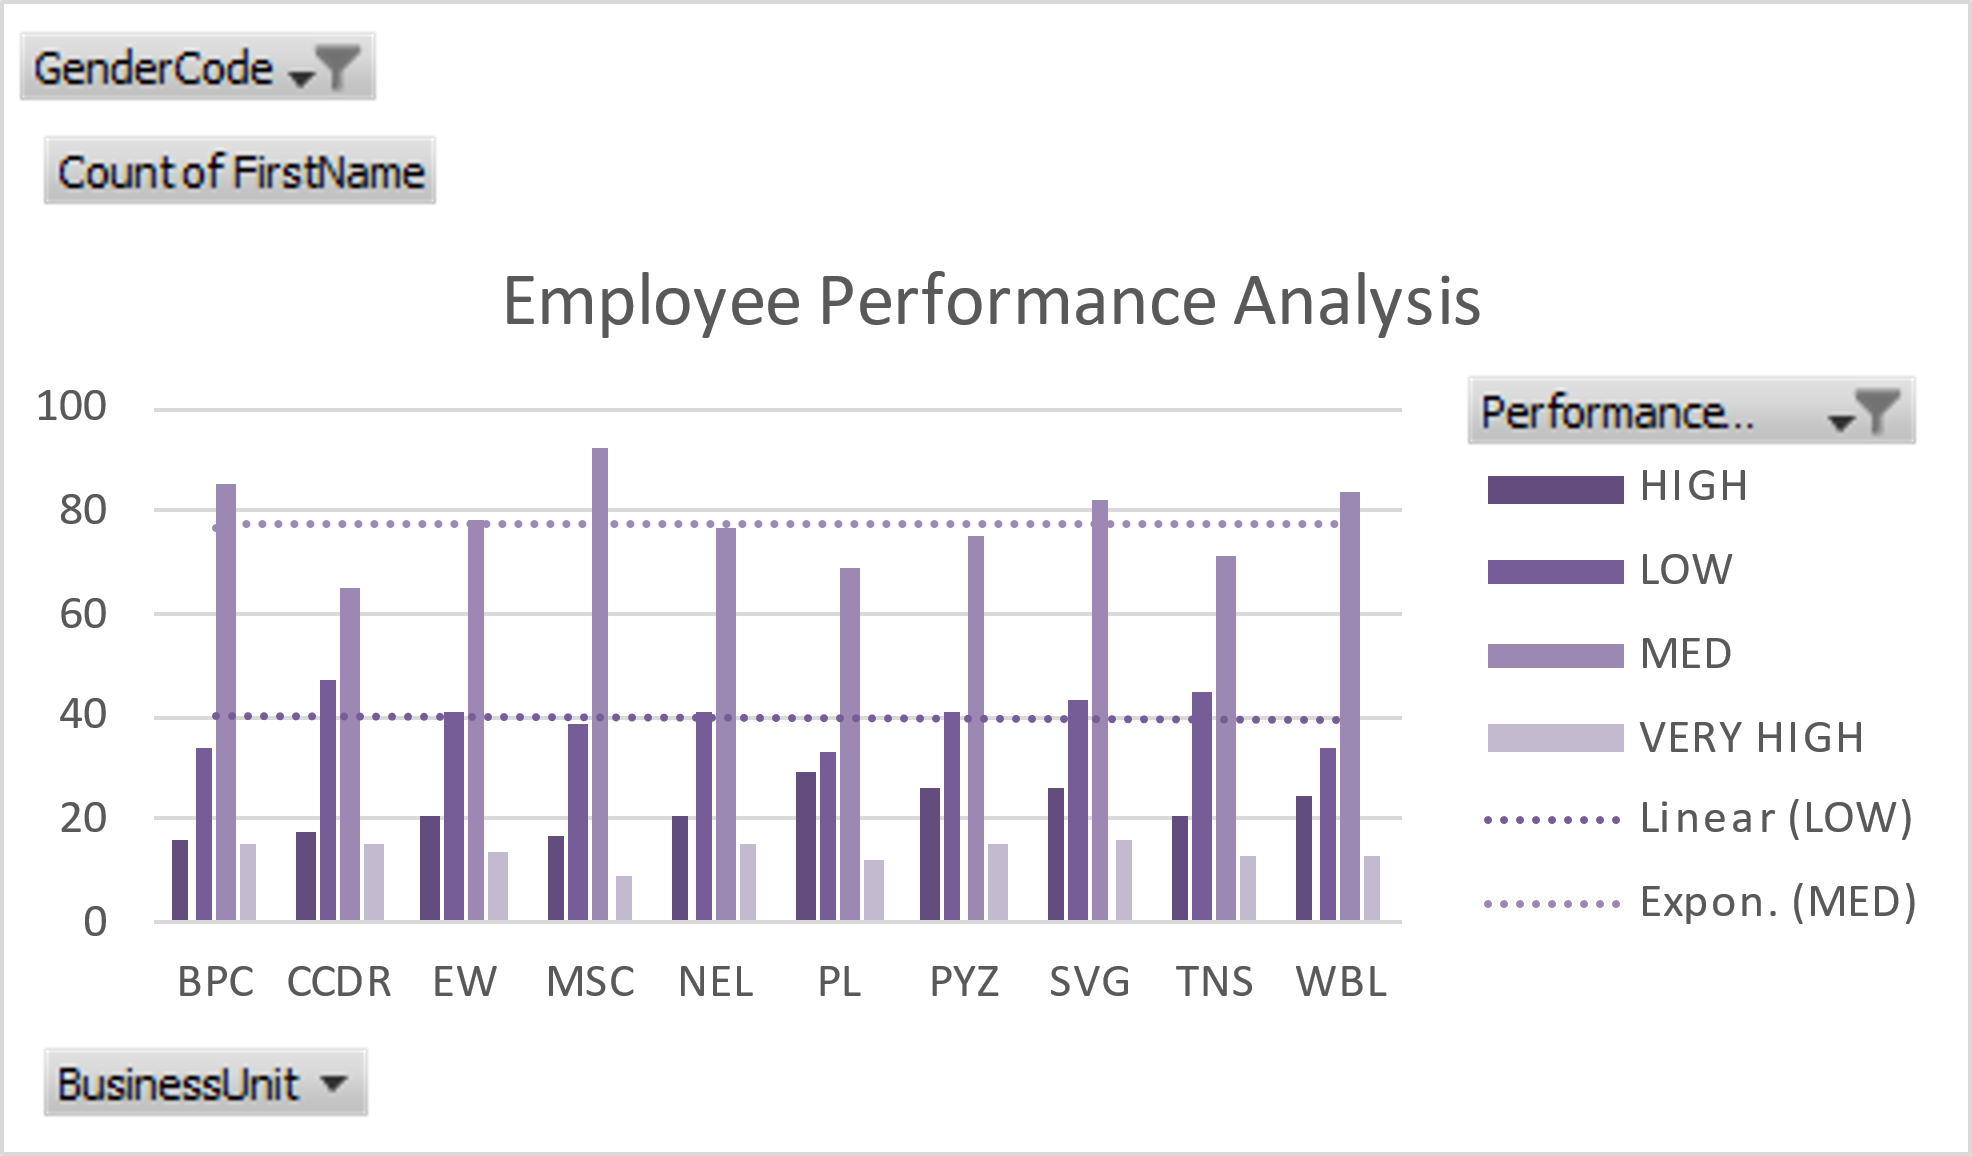 GenderCode
Count of FirstName
Employee Performance Analysis
100
80
60
40
20
0
BPC CCDR EW MSC NEL PL PYZ SVG TNS WBL
Performance...
HIGH
LOW
MED
VERY HIGH
Linear (LOW)
Expon. (MED)
BusinessUnit